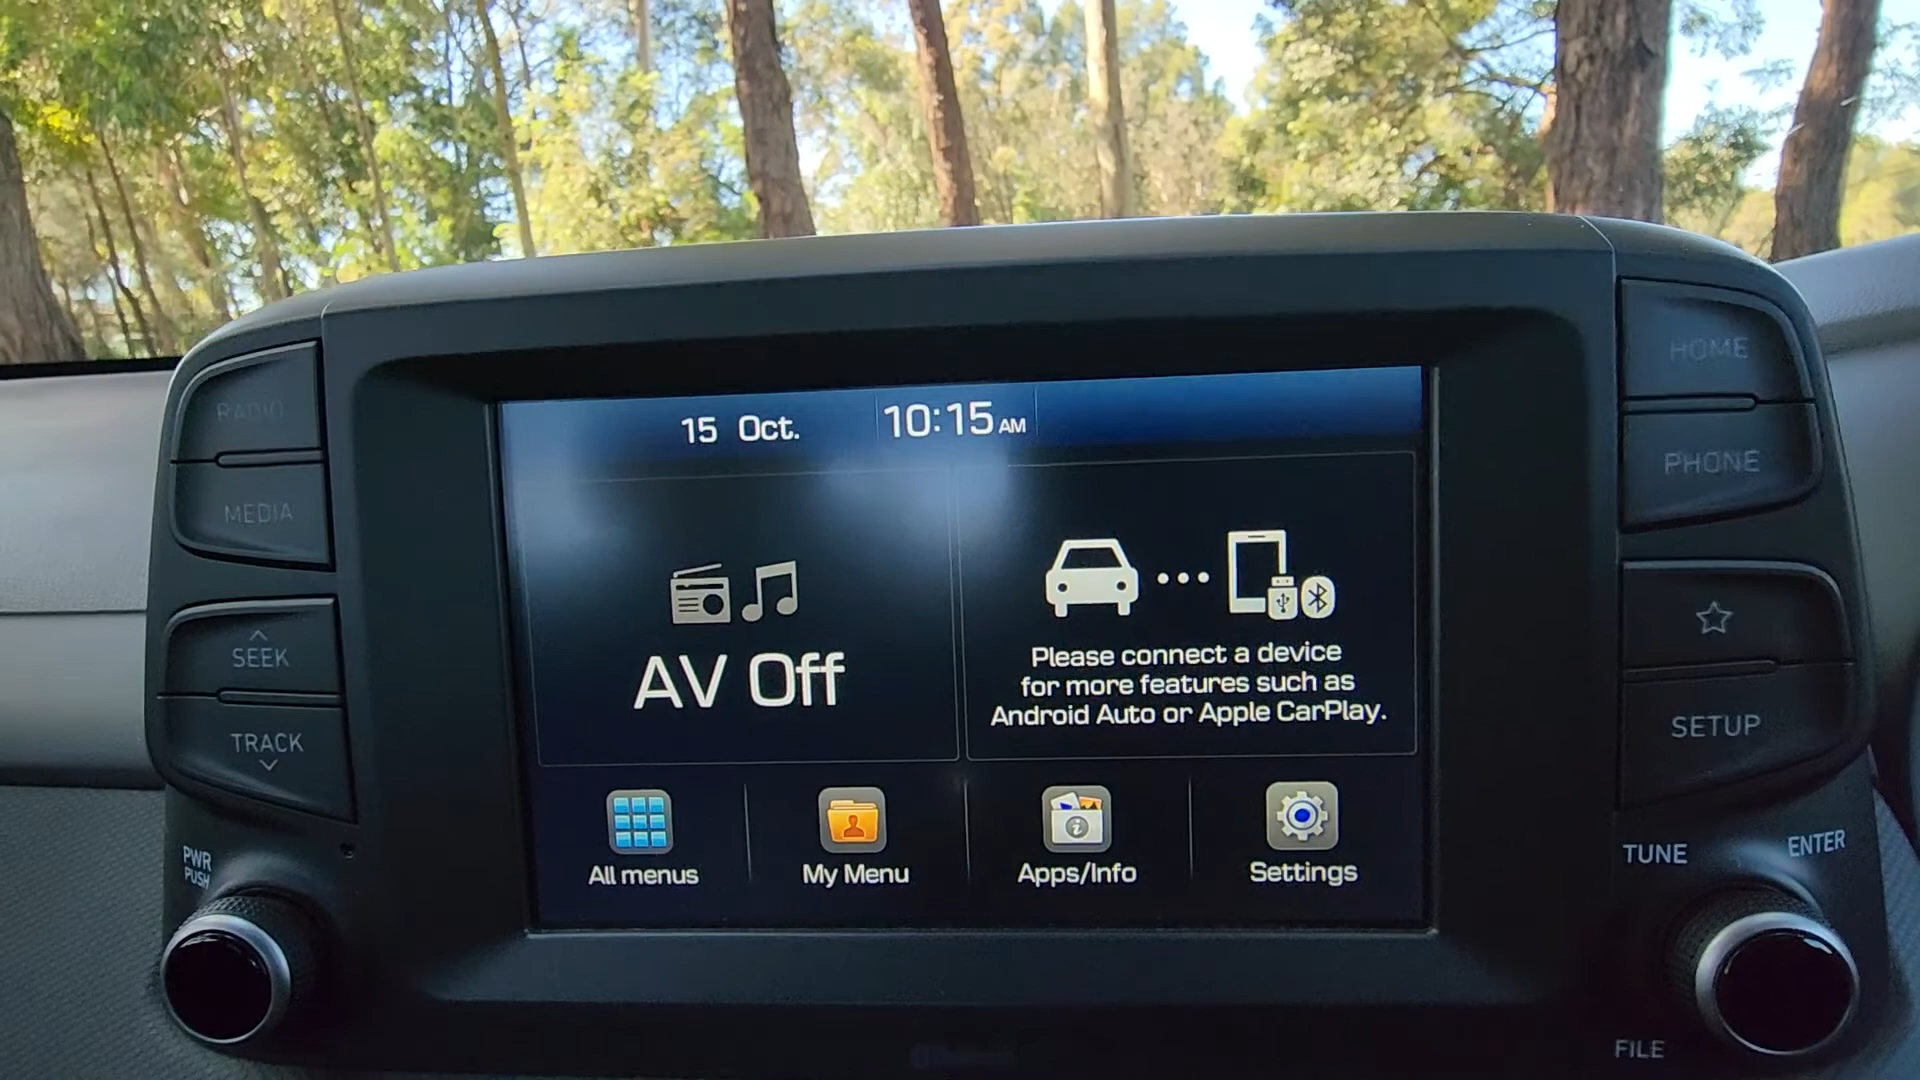 RADIO
MEDIA
SEEK
TRACK
PWR
PUSH
15 Oct.
10:15 AM
AV Off
Please connect a device
for more features such as
Android Auto or Apple CarPlay.
All menus
My Menu
Apps/Info
Settings
HOME
PHONE
SETUP
TUNE
ENTER
FILE